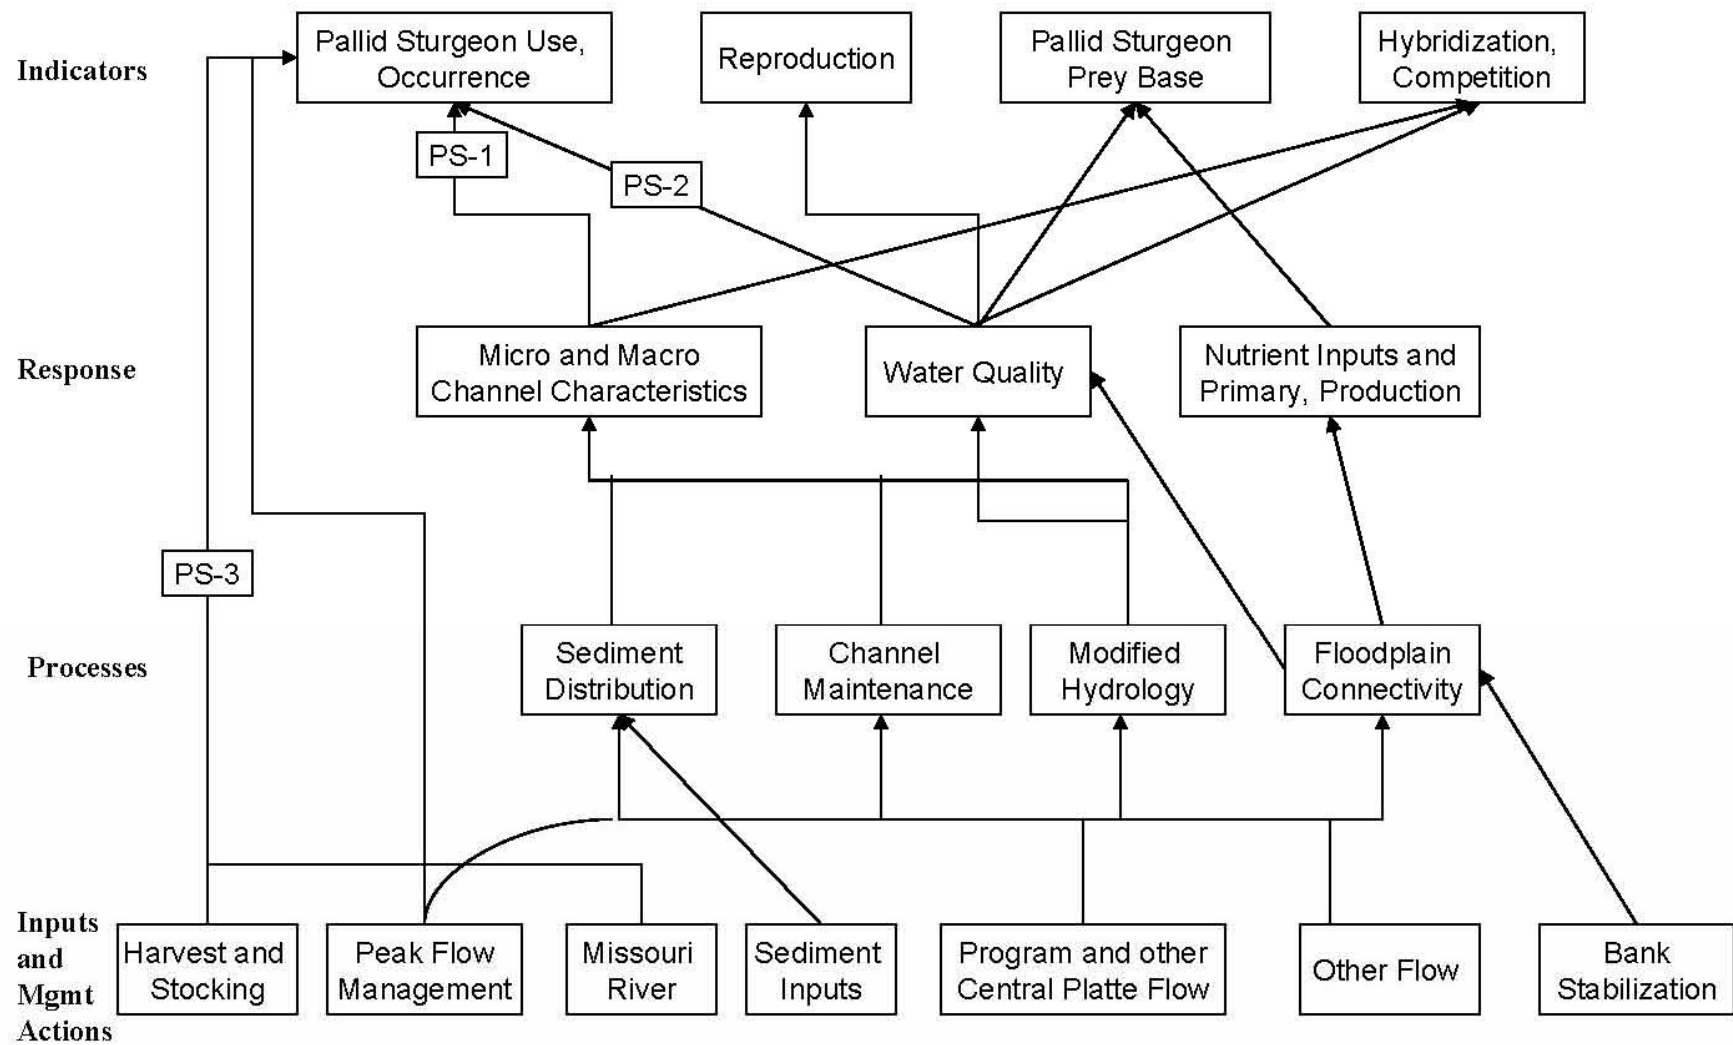 Indicators
Pallid Sturgeon Use,
Occurrence
Reproduction
Pallid Sturgeon
Prey Base
Hybridization,
Competition
PS-1
PS-2
Response
Micro and Macro
Channel Characteristics
Water Quality
Nutrient Inputs and
Primary, Production
PS-3
Processes
Sediment
Distribution
Channel
Maintenance
Modified
Hydrology
Floodplain
Connectivity
Inputs
and
Mgmt
Actions
Harvest and
Stocking
Peak Flow
Management
Missouri
River
Sediment
Inputs
Program and other
Central Platte Flow
Other Flow
Bank
Stabilization